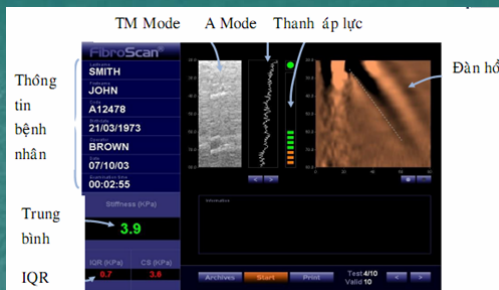 TM Mode A Mode Thanh áp lực
Đàn hồ
Thông
tin
bệnh
nhân
Trung
bình
IQR
FibroScan
SMITH
JOHN
A12478
21/03/1973
BROWN
07/10/03
00:02:55
Stiffness (KPa)
3.9
IQR (KPa) CS (KPa)
0.7 3.6
Archives Start Print Test 4/10
Valid 10